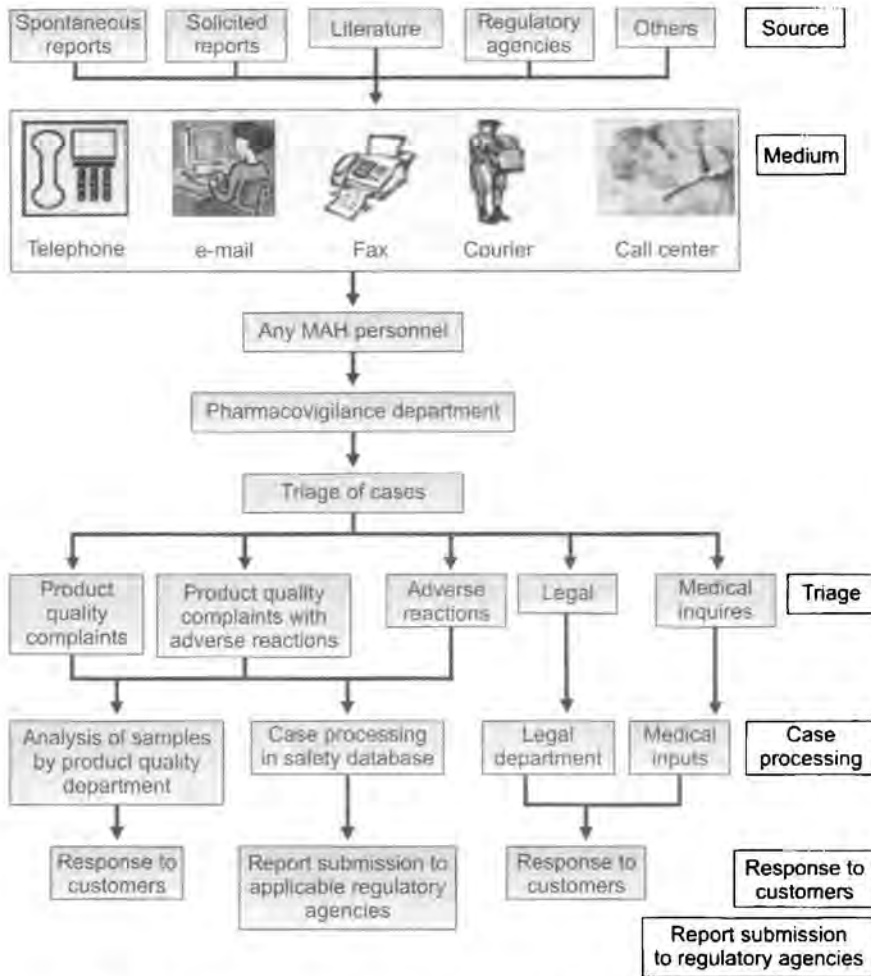 Spontaneous
reports
Solicited
reports
Literature
Regulatory
agencies
Others
Source
Medium
Telephone
e-mail
Fax
Courier
Call center
Any MAH personnel
Pharmacovigilance department
Triage of cases
Product
quality
complaints
Product quality
complaints with
adverse reactions
Adverse
reactions
Legal
Medical
inquires
Triage
Analysis of samples
by product quality
department
Case processing
in safety database
Legal
department
Medical
inputs
Case
processing
Response to
customers
Report submission to
applicable regulatory
agencies
Response to
customers
Response to
customers
Report submission
to regulatory agencies